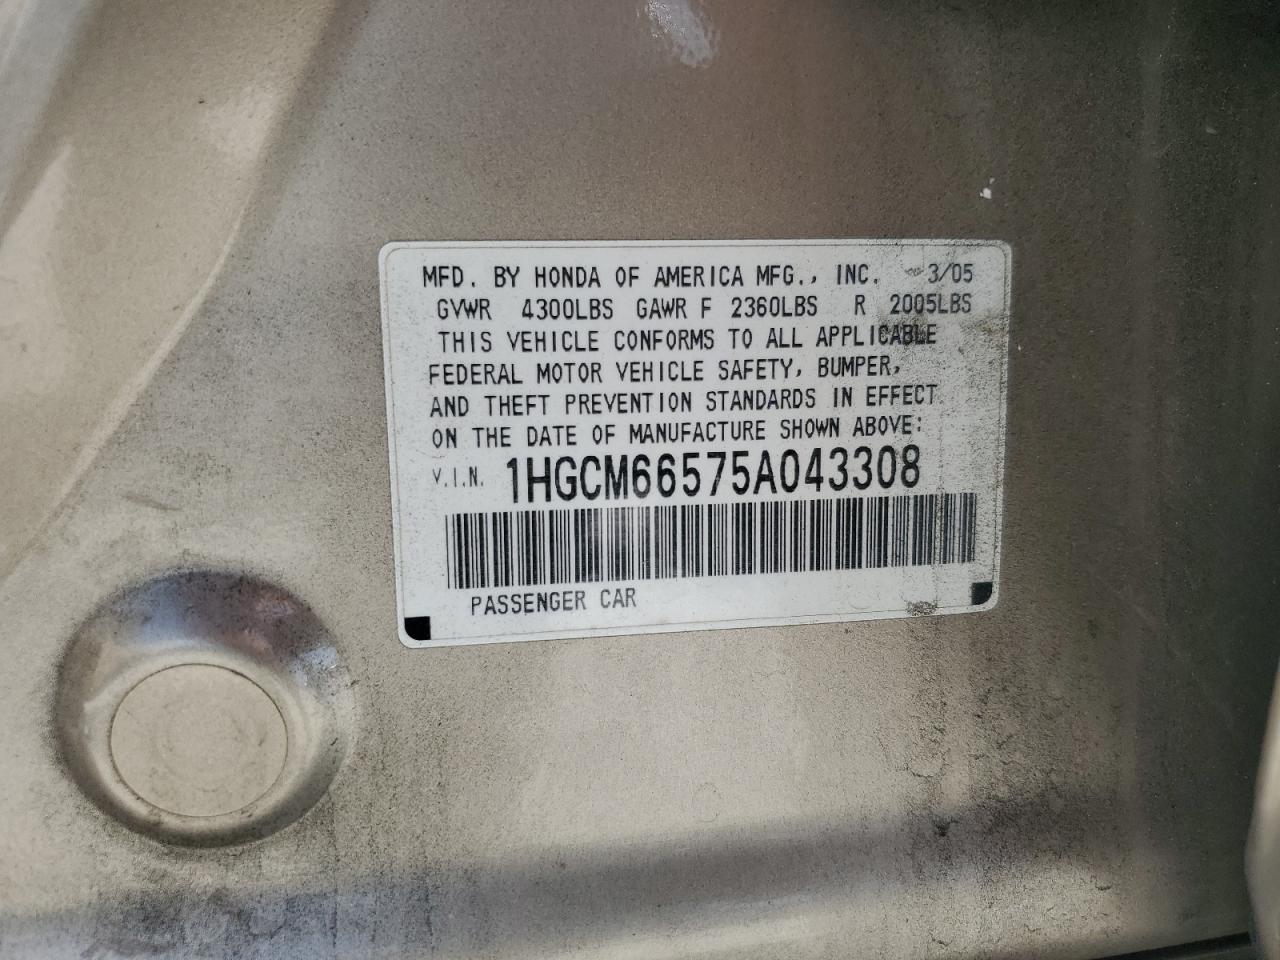 MFD. BY HONDA OF AMERICA MFG., INC. 3/05
GVWR 4300LBS GAWR F 2360LBS R 2005LBS
THIS VEHICLE CONFORMS TO ALL APPLICABLE
FEDERAL MOTOR VEHICLE SAFETY, BUMPER,
AND THEFT PREVENTION STANDARDS IN EFFECT
ON THE DATE OF MANUFACTURE SHOWN ABOVE:
V.I.N. 1HGCM66575A043308
PASSENGER CAR